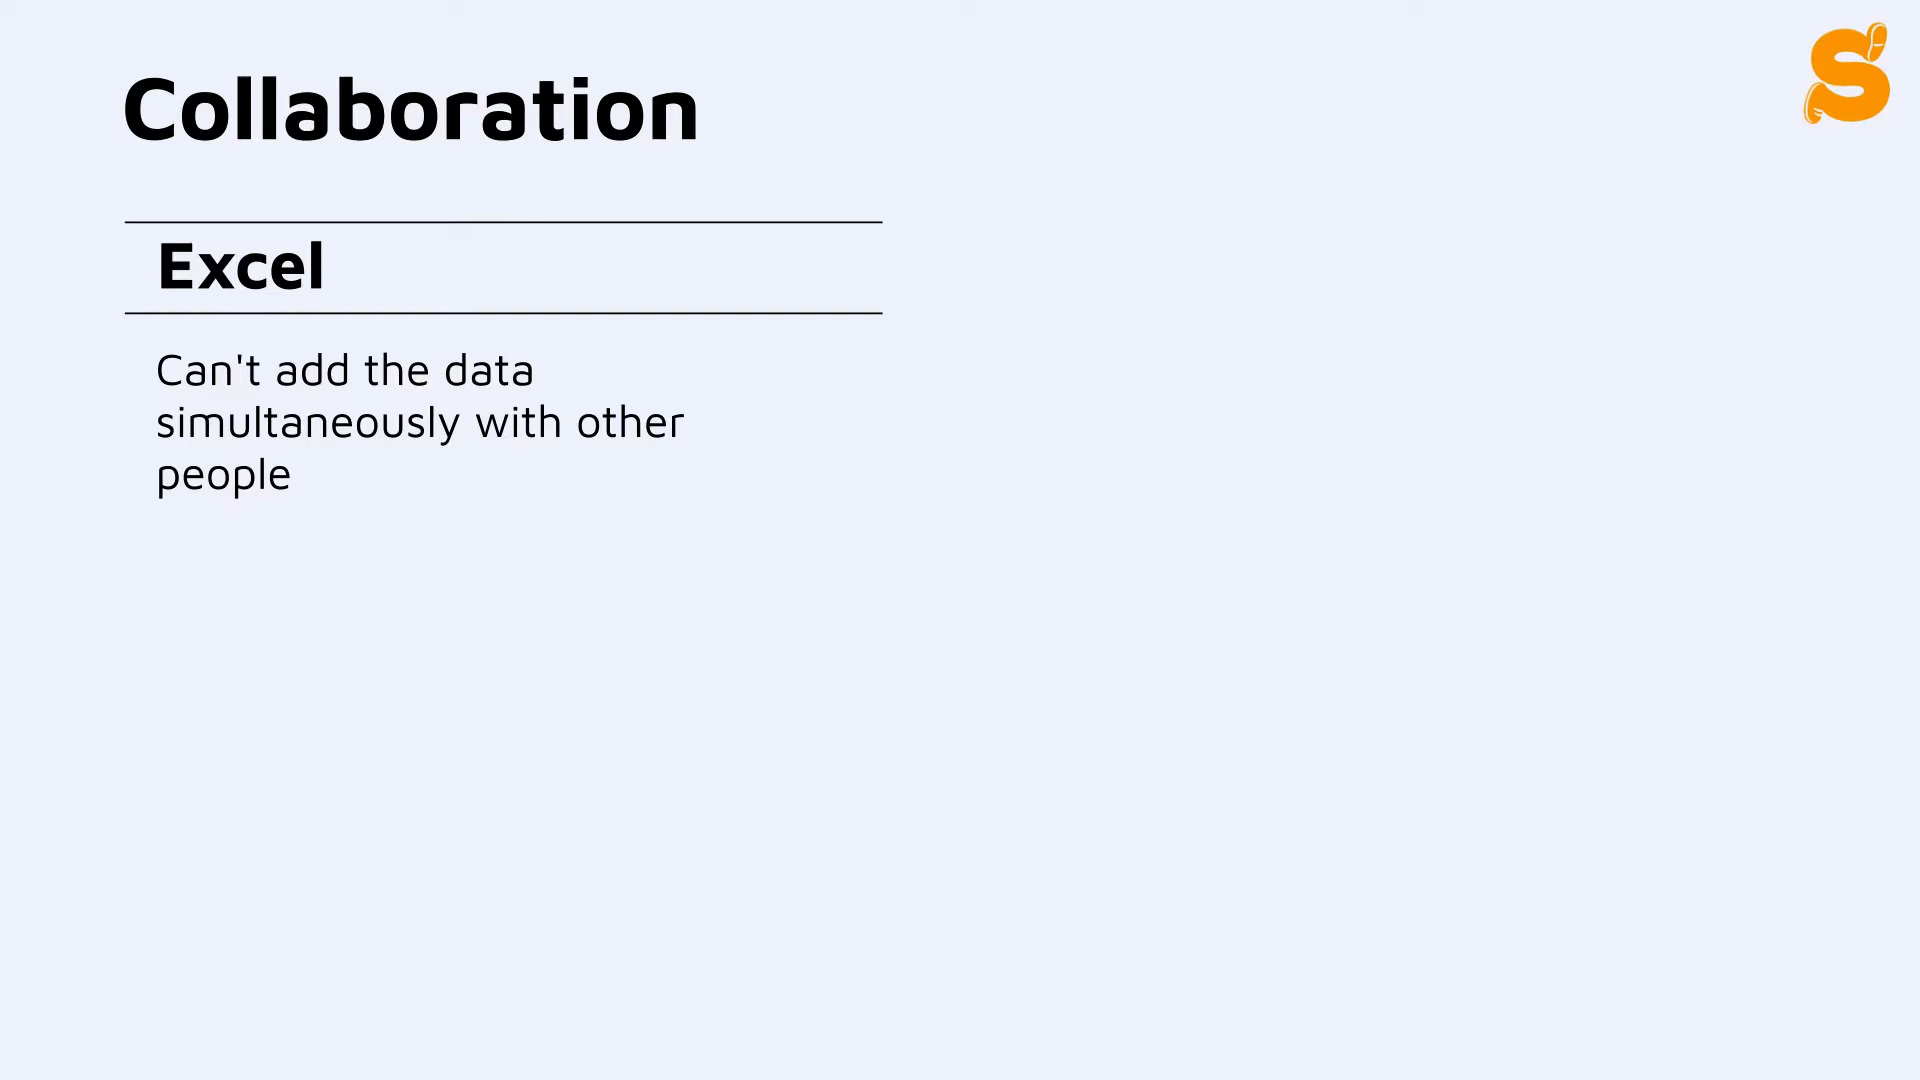 Collaboration
Excel
Can't add the data
simultaneously with other
people